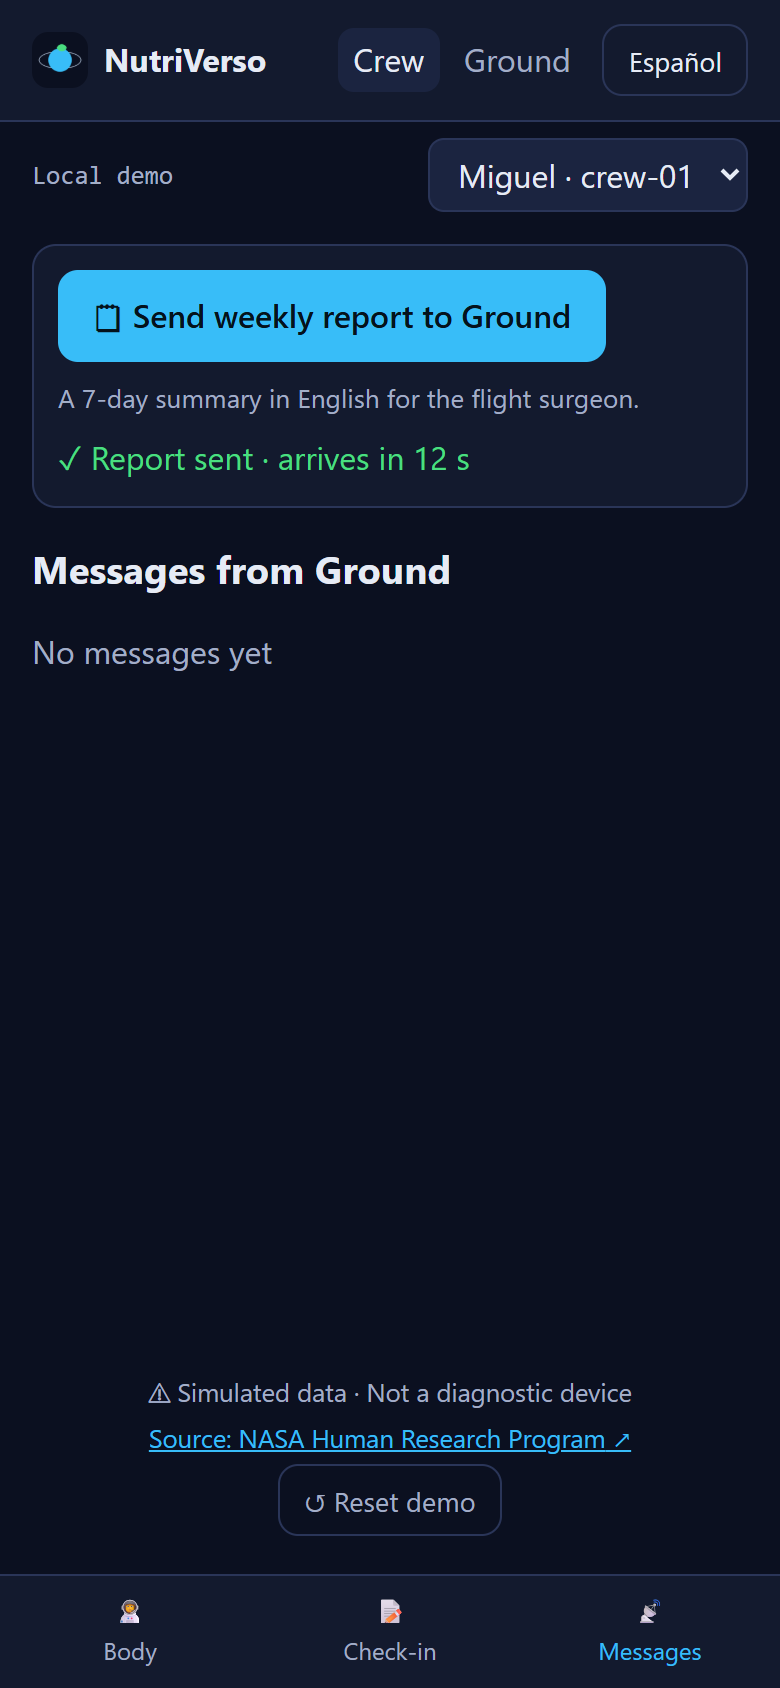 NutriVerso Crew Ground Español
Local demo Miguel · crew-01
📋 Send weekly report to Ground
A 7-day summary in English for the flight surgeon.
✓ Report sent · arrives in 12 s
Messages from Ground
No messages yet
⚠ Simulated data · Not a diagnostic device
Source: NASA Human Research Program ↗
↺ Reset demo
Body Check-in Messages